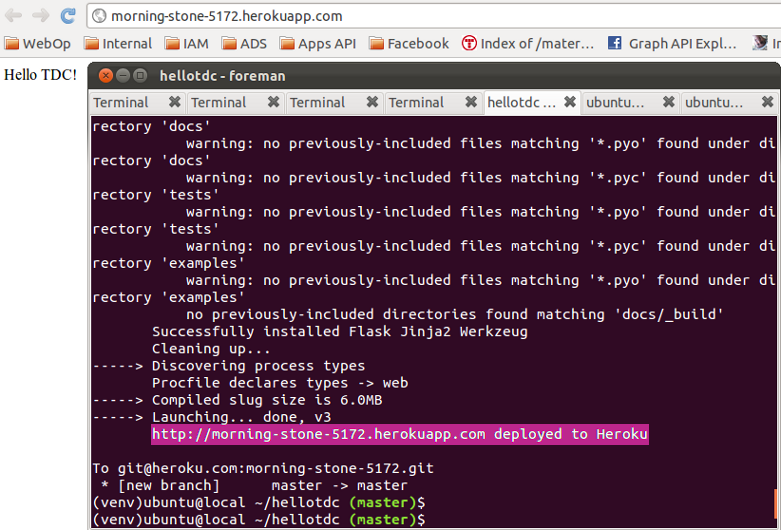 morning-stone-5172.herokuapp.com
WebOp Internal IAM ADS Apps API Facebook Index of /mater... Graph API Expl... In
Hello TDC!
hellotdc - foreman
Terminal Terminal Terminal Terminal hellotdc ... ubuntu... ubuntu...
rectory 'docs'
warning: no previously-included files matching '*.pyo' found under di
rectory 'docs'
warning: no previously-included files matching '*.pyc' found under di
rectory 'tests'
warning: no previously-included files matching '*.pyo' found under di
rectory 'tests'
warning: no previously-included files matching '*.pyc' found under di
rectory 'examples'
warning: no previously-included files matching '*.pyo' found under di
rectory 'examples'
no previously-included directories found matching 'docs/_build'
Successfully installed Flask Jinja2 Werkzeug
Cleaning up...
-----> Discovering process types
Procfile declares types -> web
-----> Compiled slug size is 6.0MB
-----> Launching... done, v3
http://morning-stone-5172.herokuapp.com deployed to Heroku
To git@heroku.com:morning-stone-5172.git
* [new branch] master -> master
(venv)ubuntu@local ~/hellotdc (master)$
(venv)ubuntu@local ~/hellotdc (master)$